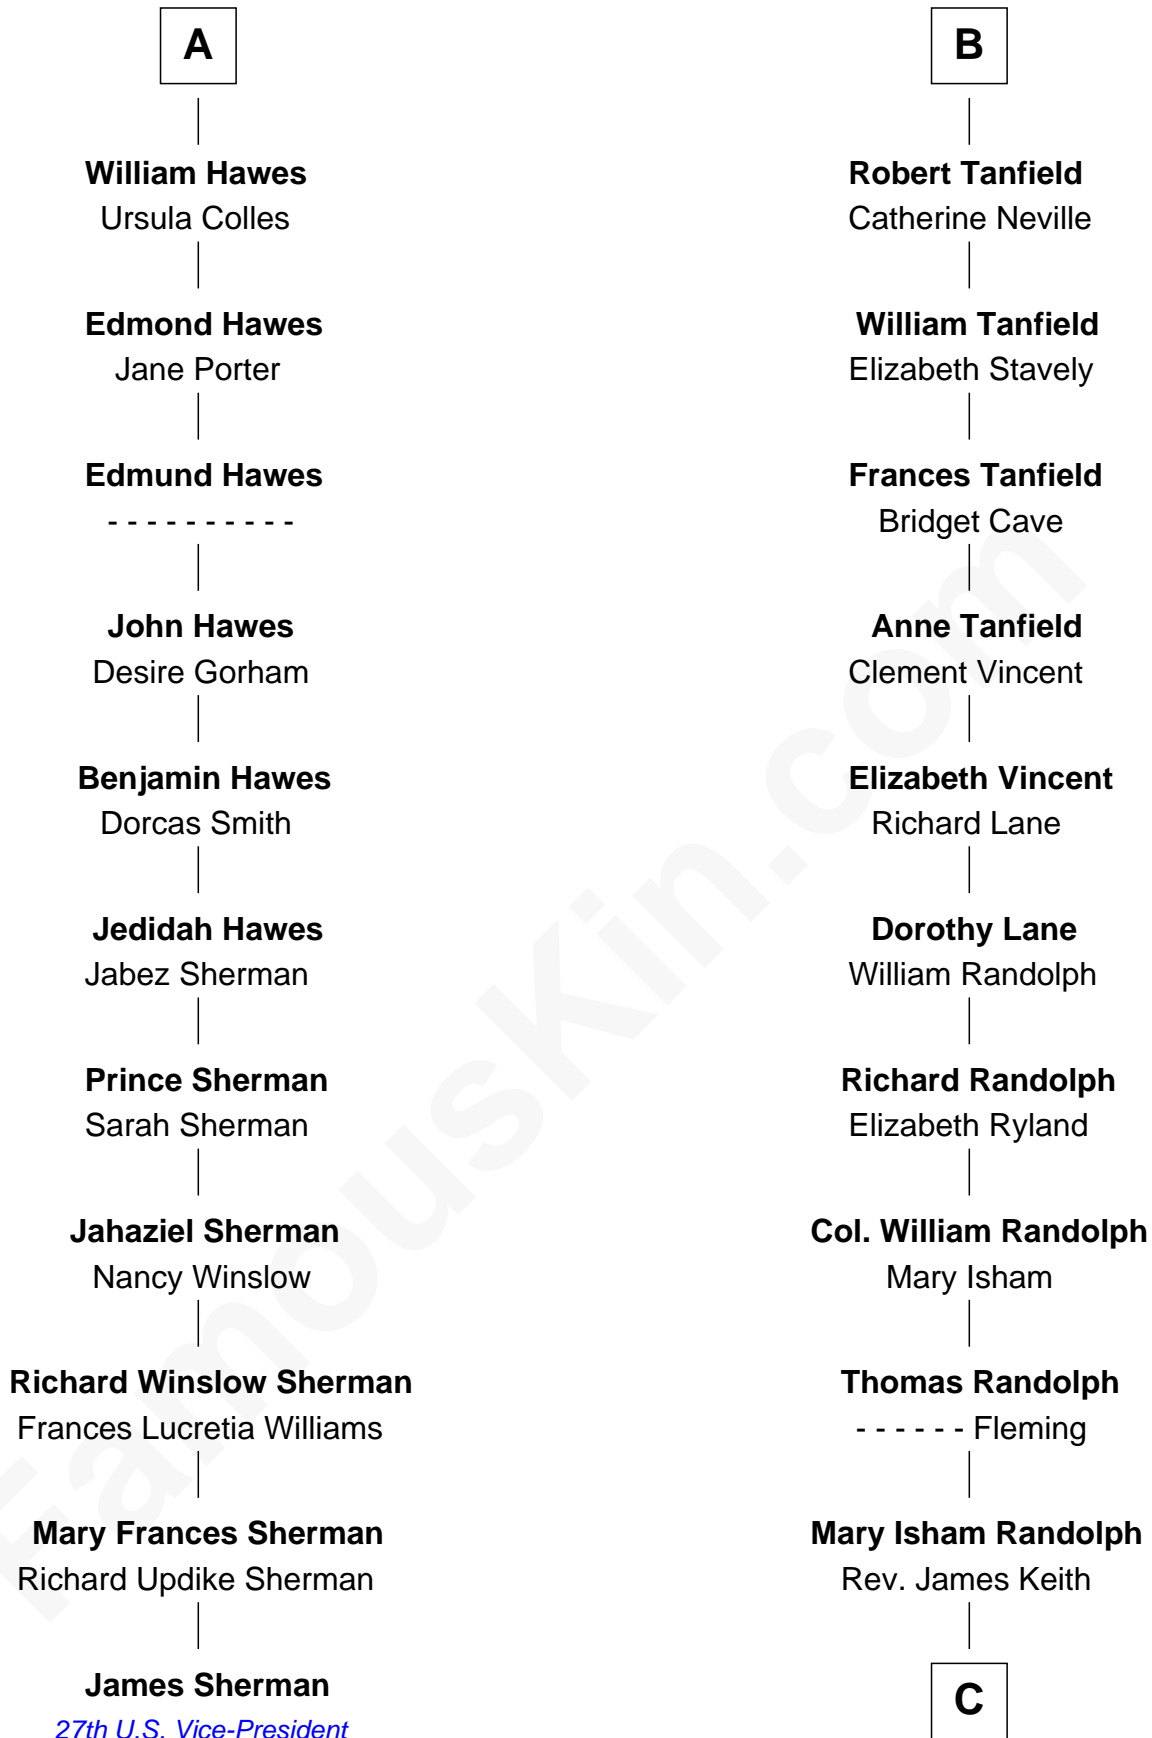 A
William Hawes
Ursula Colles
Edmond Hawes
Jane Porter
Edmund Hawes
- - - - - - - - - -
John Hawes
Desire Gorham
Benjamin Hawes
Dorcas Smith
Jedidah Hawes
Jabez Sherman
Prince Sherman
Sarah Sherman
Jahaziel Sherman
Nancy Winslow
Richard Winslow Sherman
Frances Lucretia Williams
Mary Frances Sherman
Richard Updike Sherman
James Sherman
27th U.S. Vice-President
B
Robert Tanfield
Catherine Neville
William Tanfield
Elizabeth Stavely
Frances Tanfield
Bridget Cave
Anne Tanfield
Clement Vincent
Elizabeth Vincent
Richard Lane
Dorothy Lane
William Randolph
Richard Randolph
Elizabeth Ryland
Col. William Randolph
Mary Isham
Thomas Randolph
- - - - - - Fleming
Mary Isham Randolph
Rev. James Keith
C
FamousKin.com